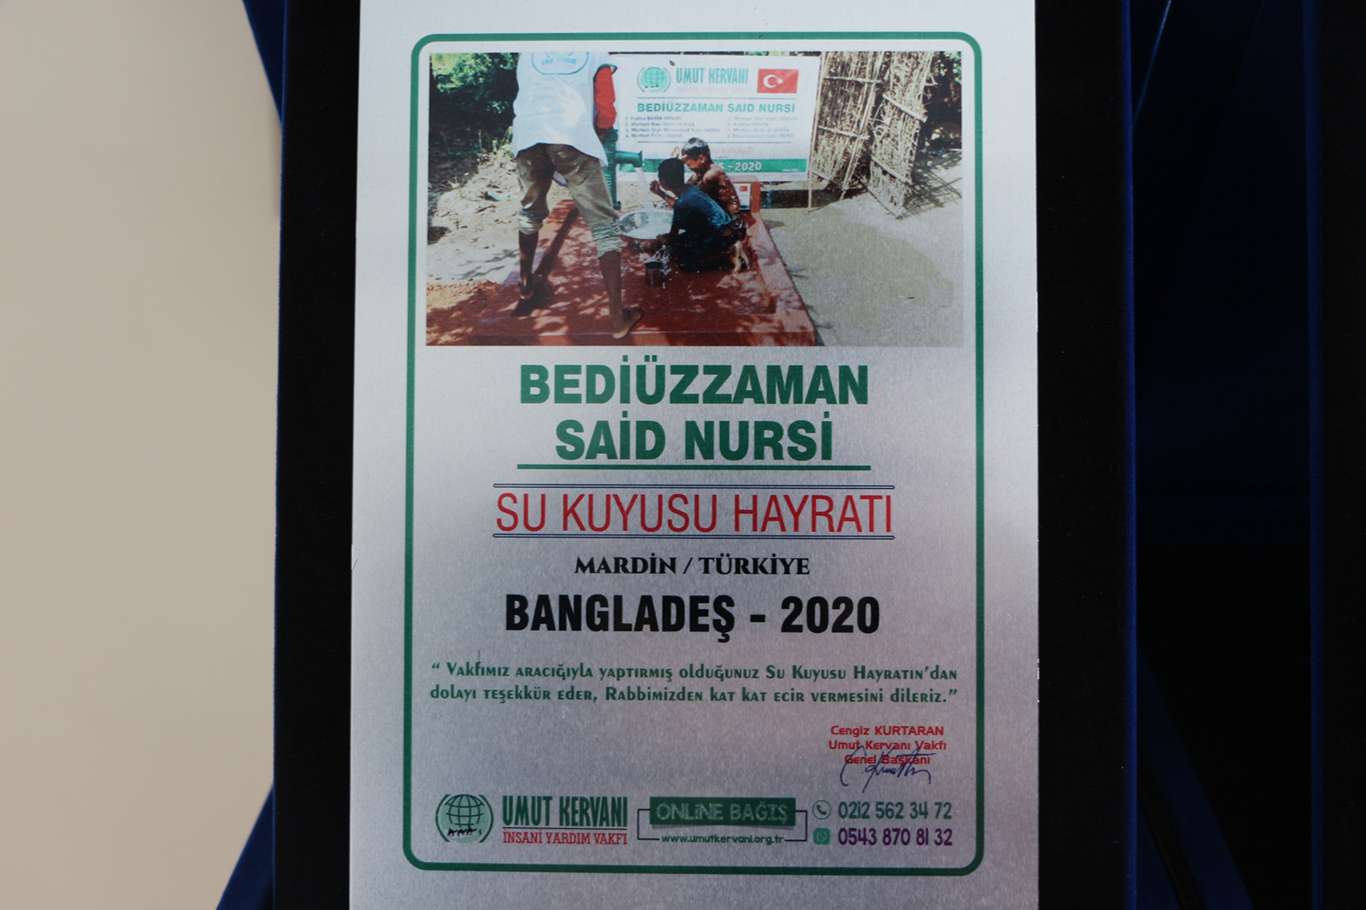 UMUT KERVANI
BEDİÜZZAMAN SAİD NURSİ
- 2020
BEDİÜZZAMAN
SAİD NURSİ
SU KUYUSU HAYRATI
MARDİN / TÜRKİYE
BANGLADEŞ - 2020
“ Vakfımız aracığıyla yaptırmış olduğunuz Su Kuyusu Hayratın’dan
dolayı teşekkür eder, Rabbimizden kat kat ecir vermesini dileriz.”
Cengiz KURTARAN
Umut Kervanı Vakfı
Genel Başkanı
UMUT KERVANI
İNSANİ YARDIM VAKFI
ONLİNE BAĞIŞ
www.umutkervani.org.tr
0212 562 34 72
0543 870 81 32